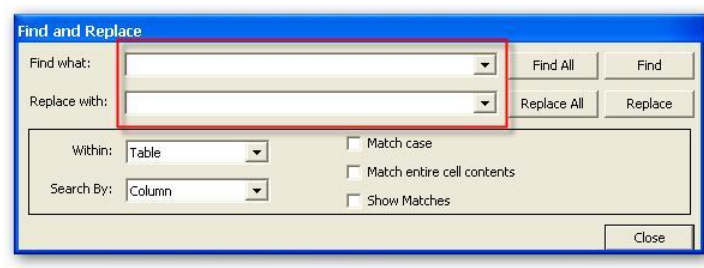 Find and Replace
Find what: Find All Find
Replace with: Replace All Replace
Within: Table Match case
Match entire cell contents
Search By: Column Show Matches
Close